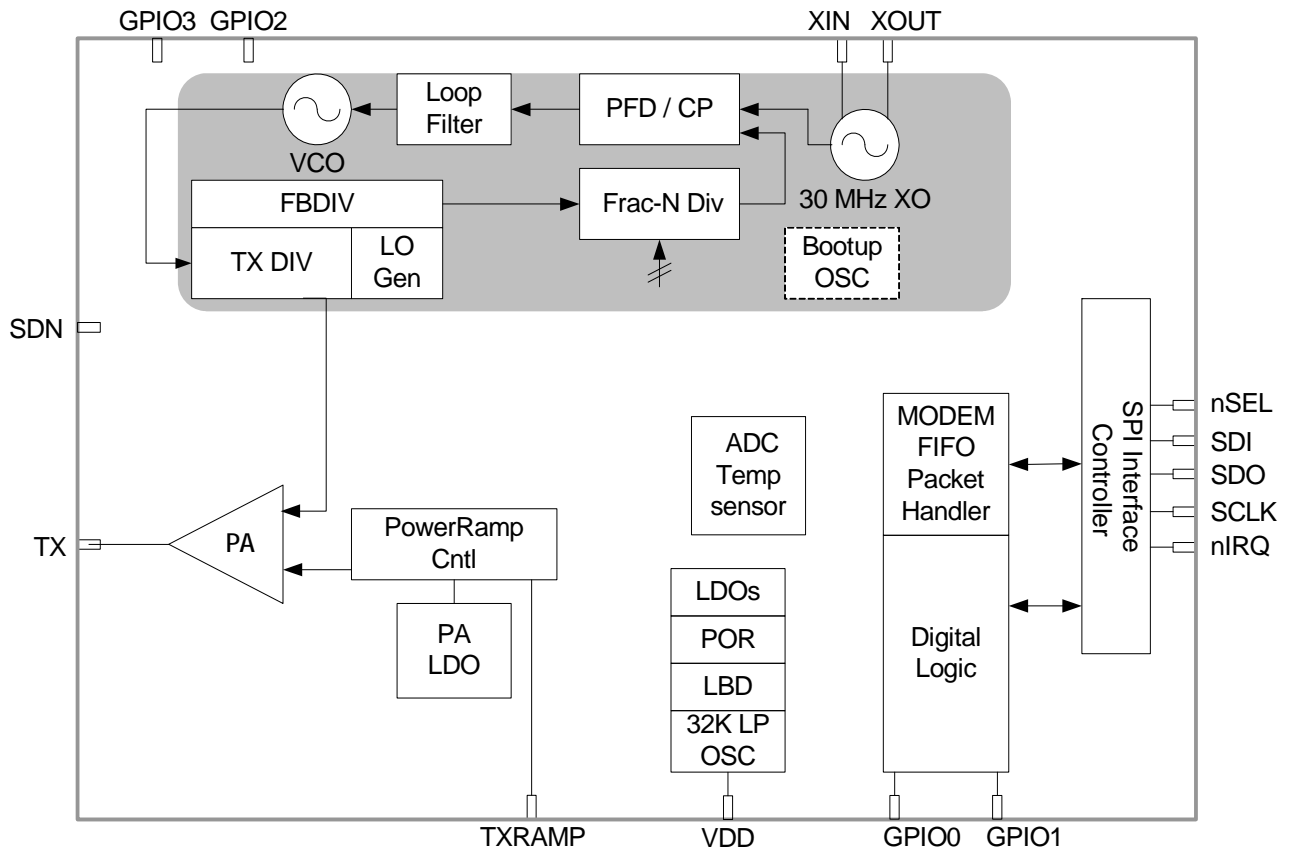 GPIO3
GPIO2
XIN
XOUT
Loop
Filter
PFD / CP
VCO
30 MHz XO
FBDIV
TX DIV
LO
Gen
Frac-N Div
Bootup
OSC
SDN
nSEL
SDI
SDO
SCLK
nIRQ
SPI Interface
Controller
MODEM
FIFO
Packet
Handler
Digital
Logic
ADC
Temp
sensor
TX
PA
PowerRamp
Cntl
PA
LDO
LDOs
POR
LBD
32K LP
OSC
TXRAMP
VDD
GPIO0
GPIO1